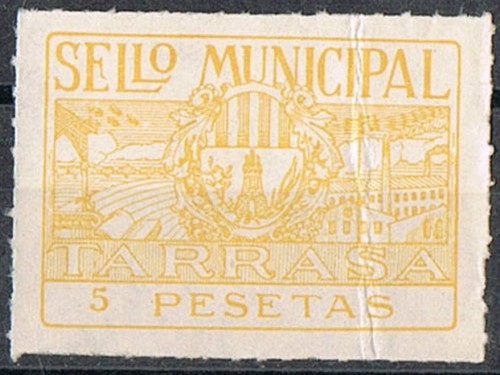 SELLO MUNICIPAL
TARRASA
5 PESETAS